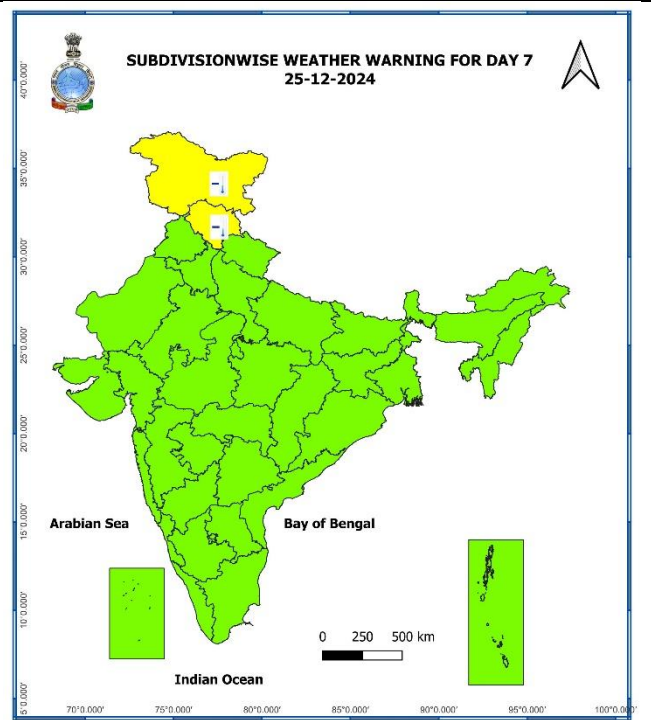 SUBDIVISIONWISE WEATHER WARNING FOR DAY 7
25-12-2024
40°0.000'
35°0.000'
30°0.000'
25°0.000'
20°0.000'
15°0.000'
10°0.000'
5°0.000'
Arabian Sea
Bay of Bengal
0 250 500 km
Indian Ocean
70°0.000' 75°0.000' 80°0.000' 85°0.000' 90°0.000' 95°0.000' 100°0.000'